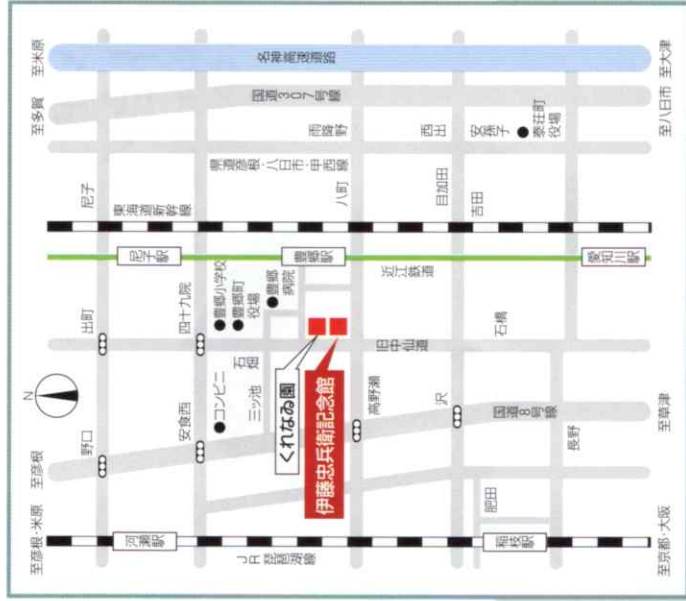 至米原
至多賀
至彦根
至彦根・米原
名神高速道路
国道307号線
雨降野
西出
安孫子
泰荘町
役場
県道彦根・八日市・甲西線
尼子
東海道新幹線
八町
目加田
吉田
尼子駅
豊郷駅
愛知川駅
近江鉄道
出町
四十九院
豊郷小学校
豊郷町
役場
豊郷
病院
旧中仙道
石橋
石畑
N
くれなゐ園
伊藤忠兵衛記念館
コンビニ
三ツ池
安食西
野口
高野瀬
沢
国道8号線
長野
肥田
河瀬駅
稲枝駅
JR琵琶湖線
至大津
至八日市
至草津
至京都・大阪